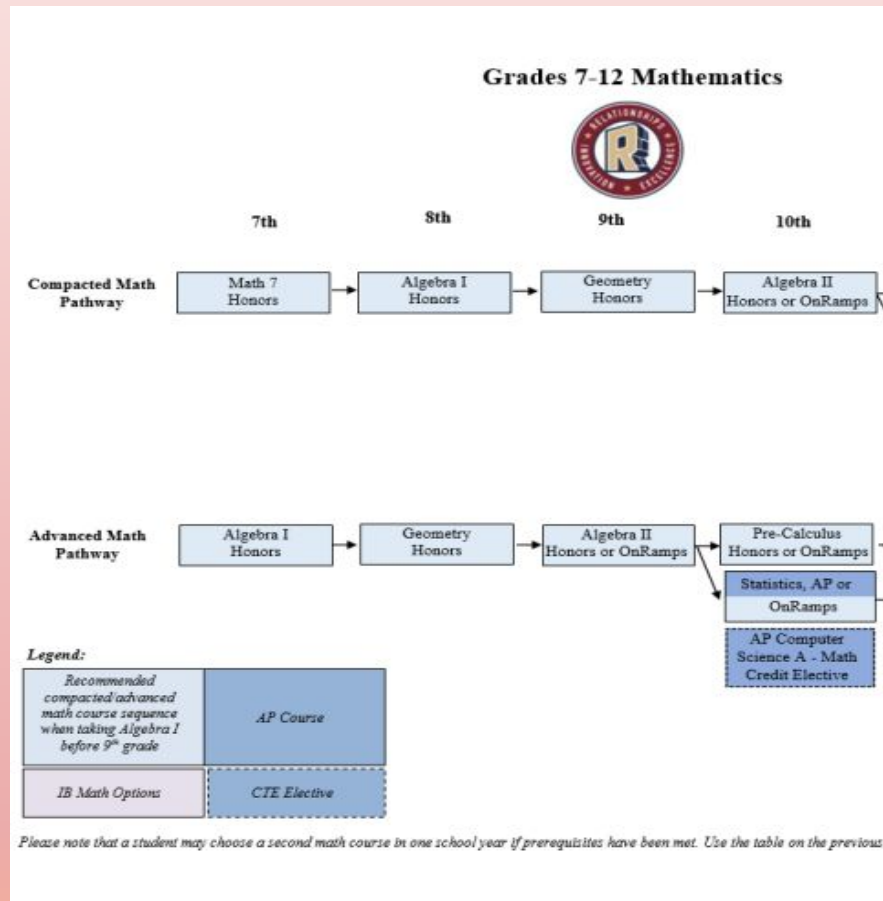 Grades 7-12 Mathematics
RELATIONSHIPS
INNOVATION ★ EXCELLENCE
R
7th 8th 9th 10th
Compacted Math
Pathway
Math 7
Honors
Algebra I
Honors
Geometry
Honors
Algebra II
Honors or OnRamps
Advanced Math
Pathway
Algebra I
Honors
Geometry
Honors
Algebra II
Honors or OnRamps
Pre-Calculus
Honors or OnRamps
Statistics, AP or
OnRamps
AP Computer
Science A - Math
Credit Elective
Legend:
Recommended
compacted/advanced
math course sequence
when taking Algebra I
before 9th grade
AP Course
IB Math Options
CTE Elective
Please note that a student may choose a second math course in one school year if prerequisites have been met. Use the table on the previous